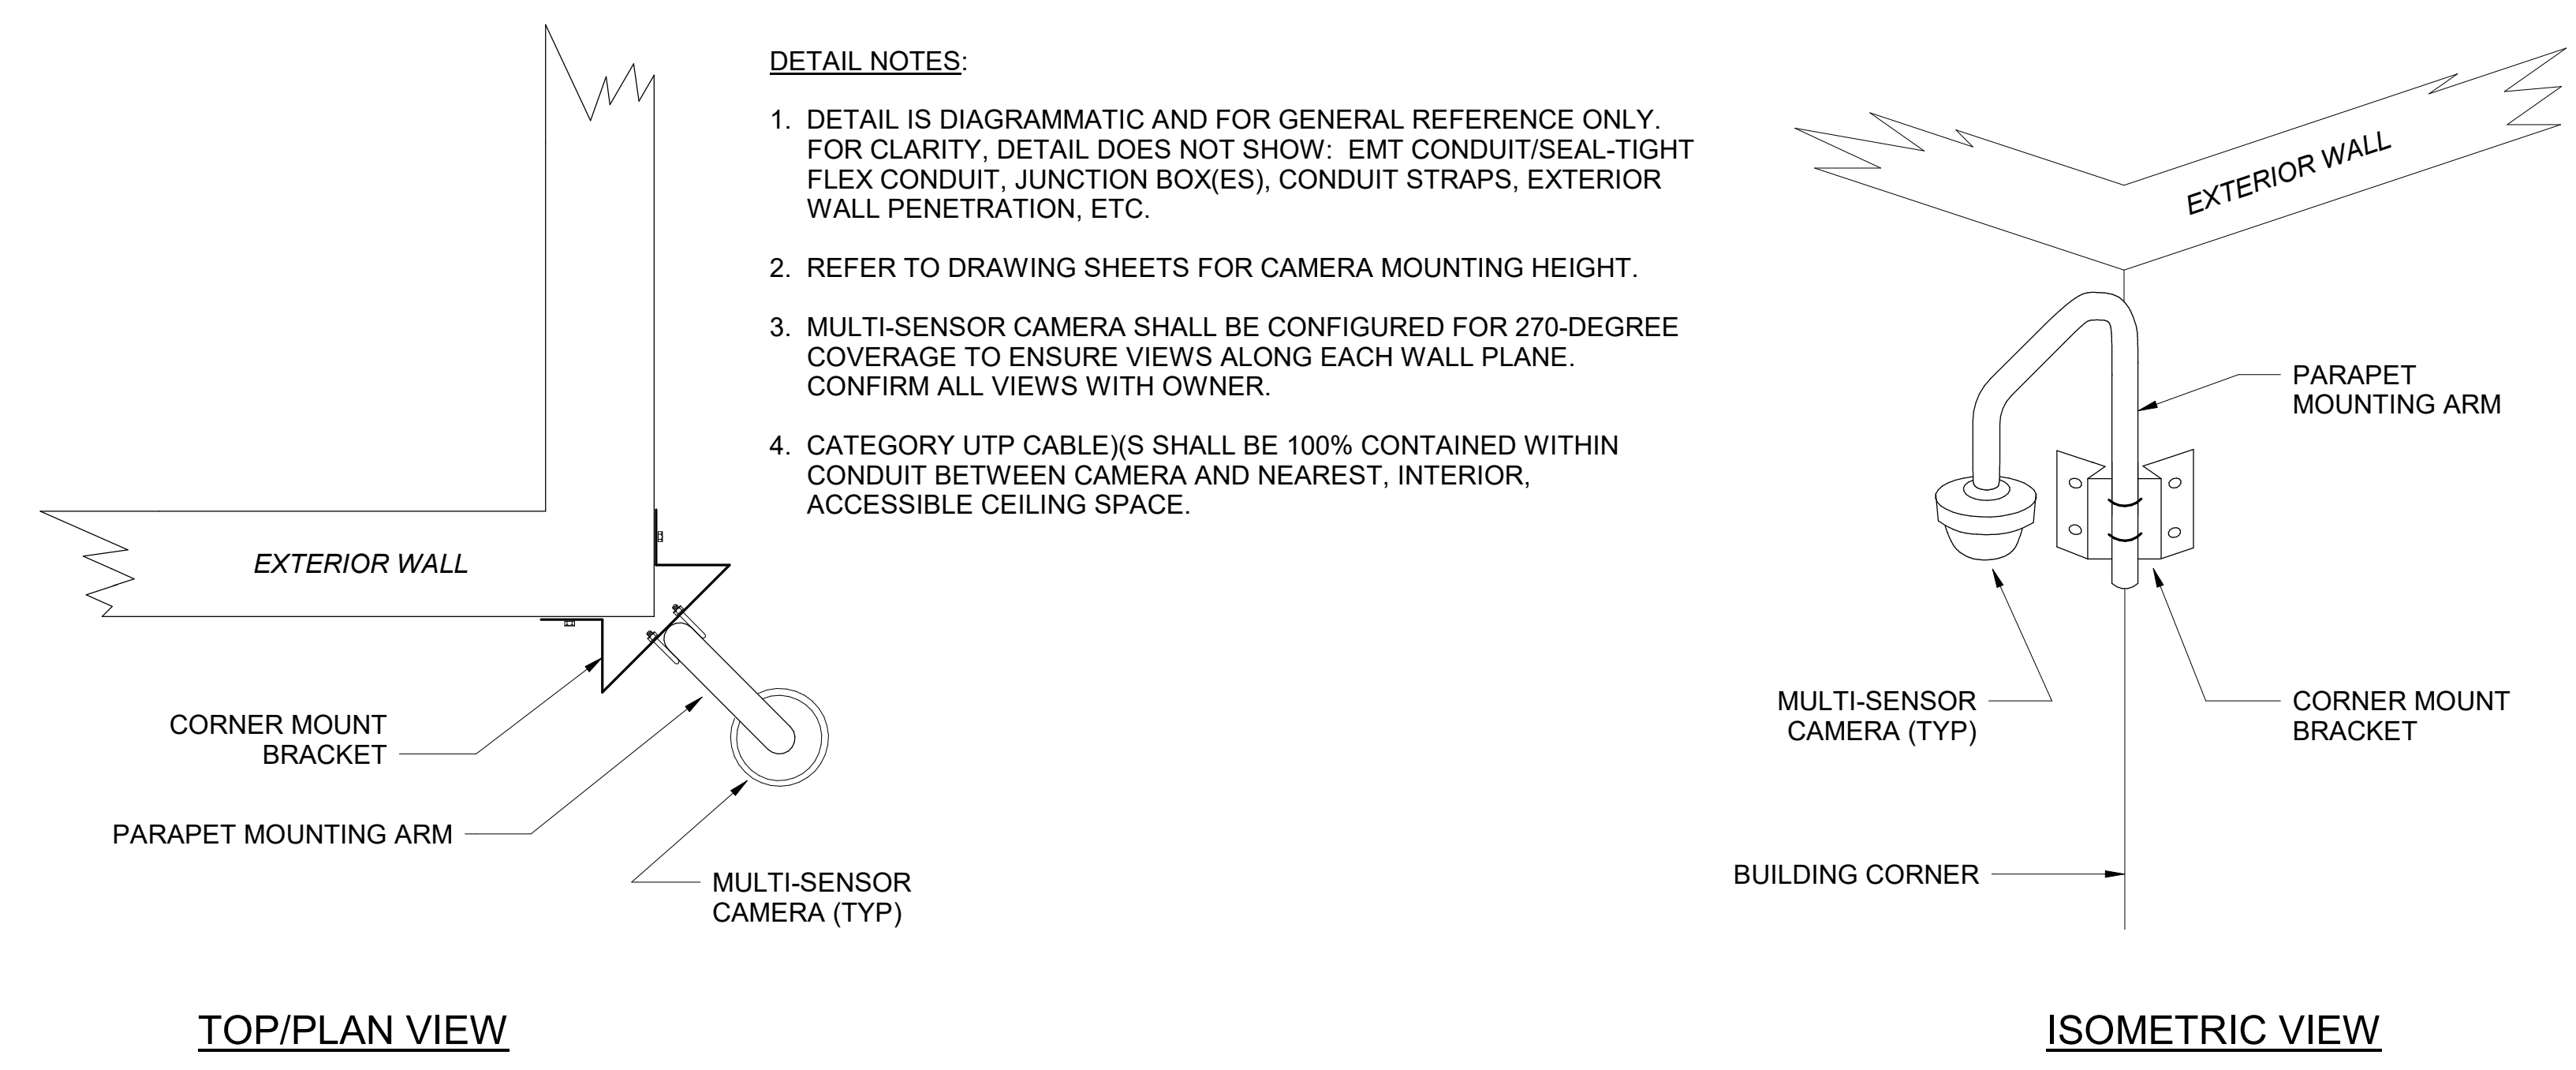 DETAIL NOTES:
1. DETAIL IS DIAGRAMMATIC AND FOR GENERAL REFERENCE ONLY.
FOR CLARITY, DETAIL DOES NOT SHOW: EMT CONDUIT/SEAL-TIGHT
FLEX CONDUIT, JUNCTION BOX(ES), CONDUIT STRAPS, EXTERIOR
WALL PENETRATION, ETC.
2. REFER TO DRAWING SHEETS FOR CAMERA MOUNTING HEIGHT.
3. MULTI-SENSOR CAMERA SHALL BE CONFIGURED FOR 270-DEGREE
COVERAGE TO ENSURE VIEWS ALONG EACH WALL PLANE.
CONFIRM ALL VIEWS WITH OWNER.
4. CATEGORY UTP CABLE)(S SHALL BE 100% CONTAINED WITHIN
CONDUIT BETWEEN CAMERA AND NEAREST, INTERIOR,
ACCESSIBLE CEILING SPACE.
EXTERIOR WALL
CORNER MOUNT
BRACKET
PARAPET MOUNTING ARM
MULTI-SENSOR
CAMERA (TYP)
TOP/PLAN VIEW
EXTERIOR WALL
PARAPET
MOUNTING ARM
MULTI-SENSOR
CAMERA (TYP)
CORNER MOUNT
BRACKET
BUILDING CORNER
ISOMETRIC VIEW